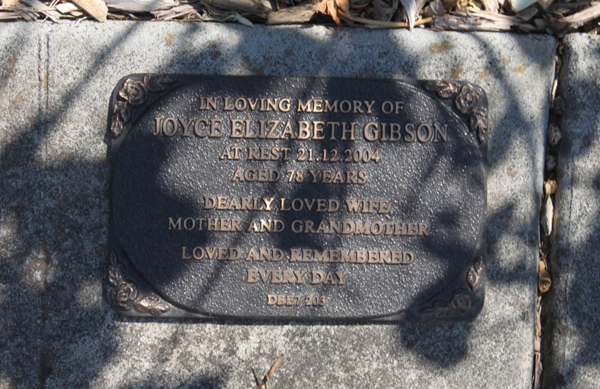 IN LOVING MEMORY OF
JOYCE ELIZABETH GIBSON
AT REST 21.12.2004
AGED 78 YEARS
DEARLY LOVED WIFE,
MOTHER AND GRANDMOTHER
LOVED AND REMEMBERED
EVERY DAY
203